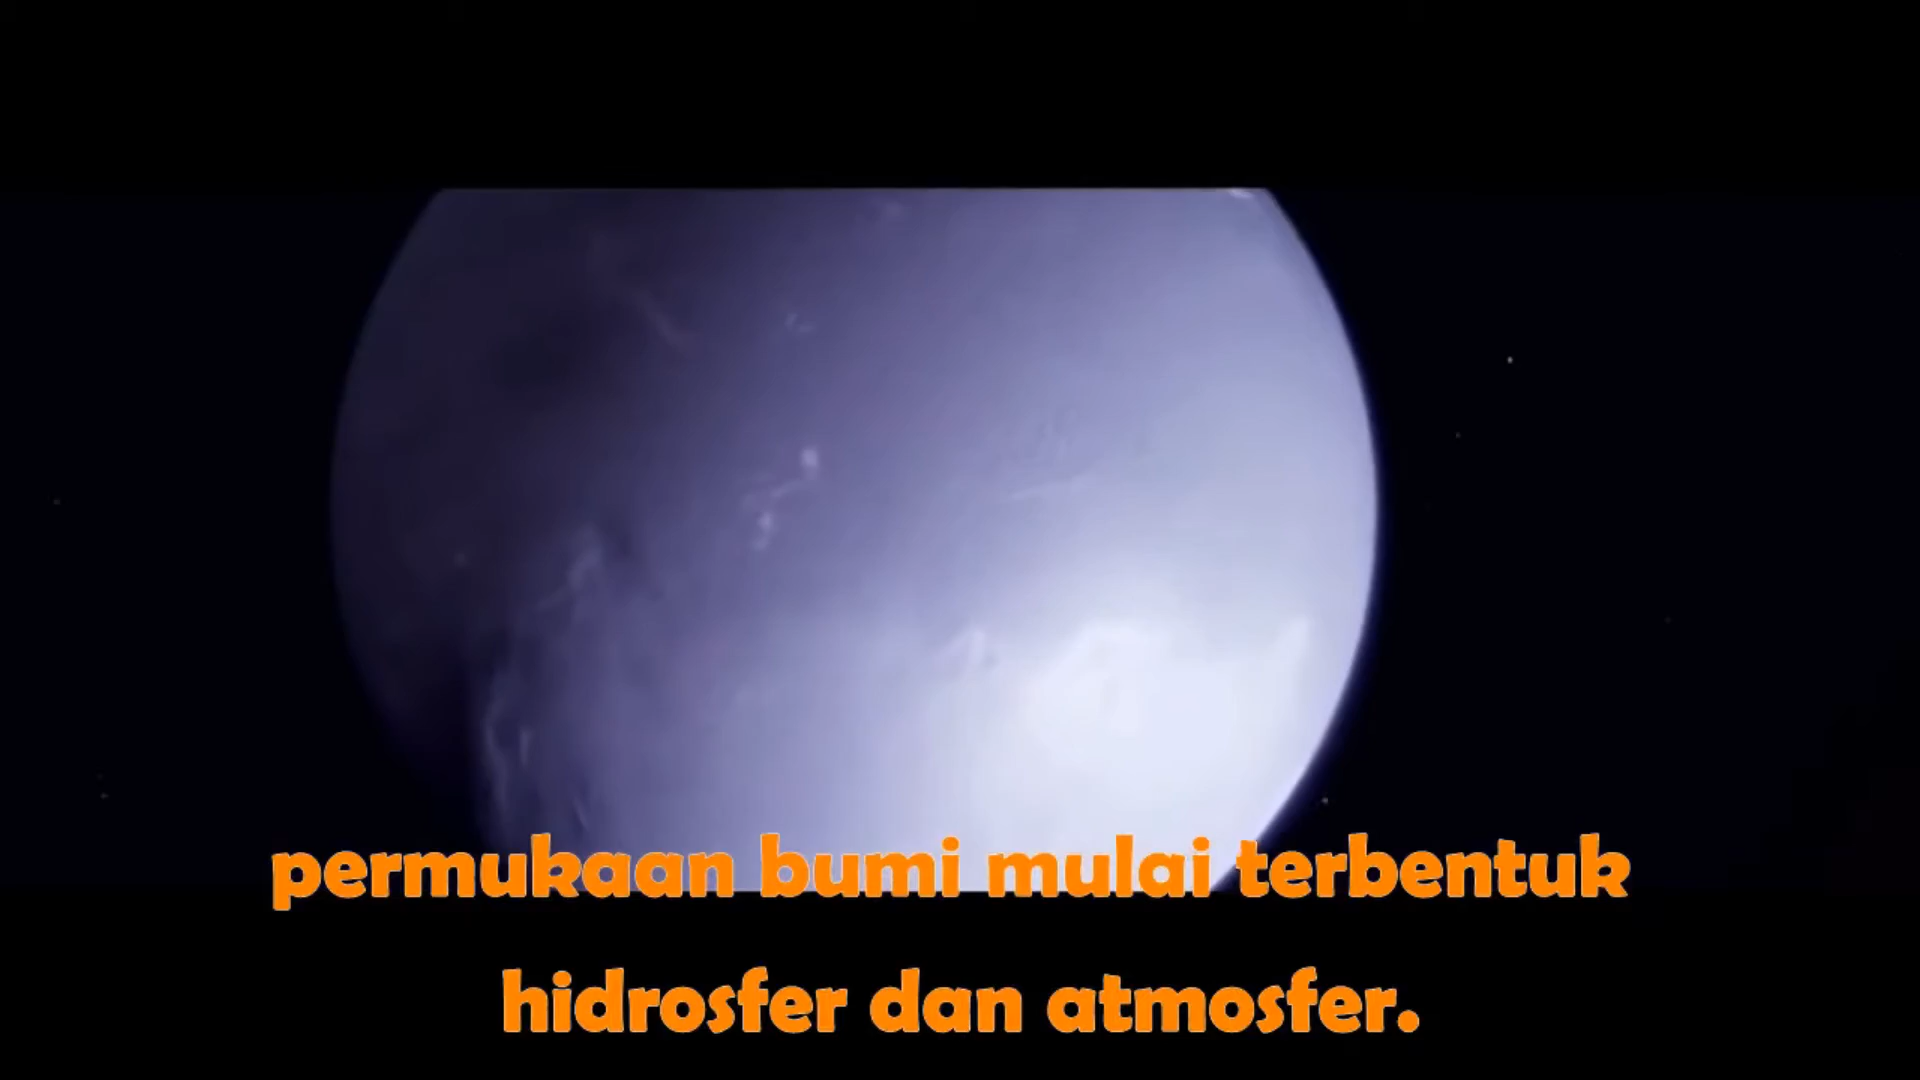 permukaan bumi mulai terbentuk
hidrosfer dan atmosfer.